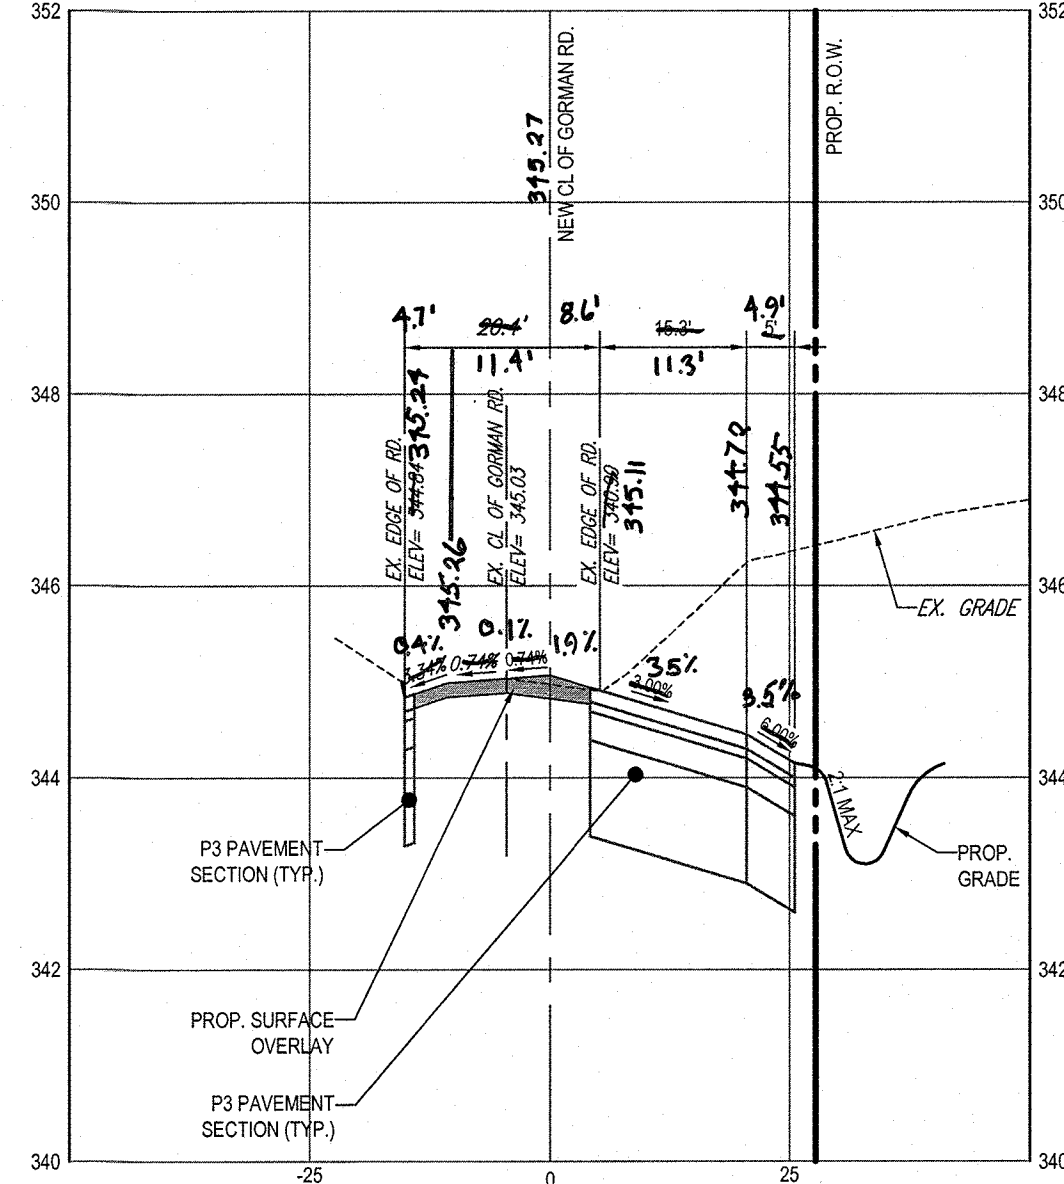 352
352
NEW CL OF GORMAN RD.
345.27
PROP. R.O.W.
350
350
4.7'
20.4'
8.6'
15.3'
4.9'
5'
11.4'
11.3'
348
348
EX. EDGE OF RD.
ELEV= 344.84
345.24
345.26
EX. CL OF GORMAN RD.
ELEV= 345.03
EX. EDGE OF RD.
ELEV= 340.90
345.11
344.72
344.55
346
346
EX. GRADE
0.4%
0.1%
1.9%
3.34%
0.74%
0.74%
3.5%
3.00%
3.5%
6.00%
344
344
2:1 MAX
P3 PAVEMENT
SECTION (TYP.)
PROP.
GRADE
342
342
PROP. SURFACE
OVERLAY
P3 PAVEMENT
SECTION (TYP.)
340
340
-25
0
25